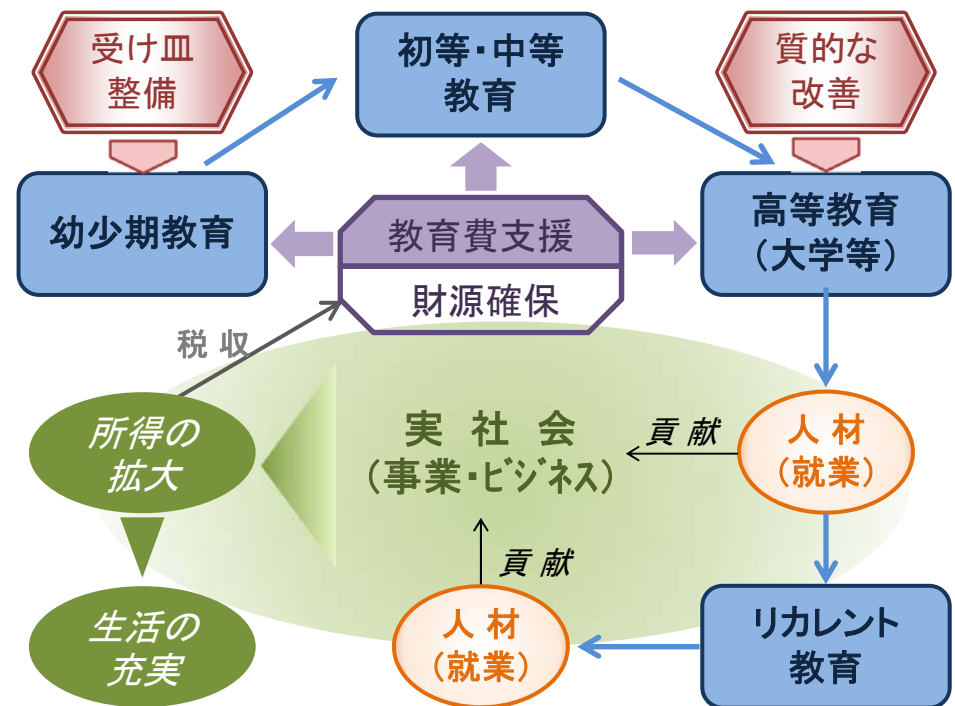 受け皿
整備
初等・中等
教育
質的な
改善
幼少期教育
教育費支援
財源確保
高等教育
（大学等）
税 収
所得の
拡大
実 社 会
（事業・ビジネス）
貢 献
人 材
（就業）
生活の
充実
貢 献
人 材
（就業）
リカレント
教育